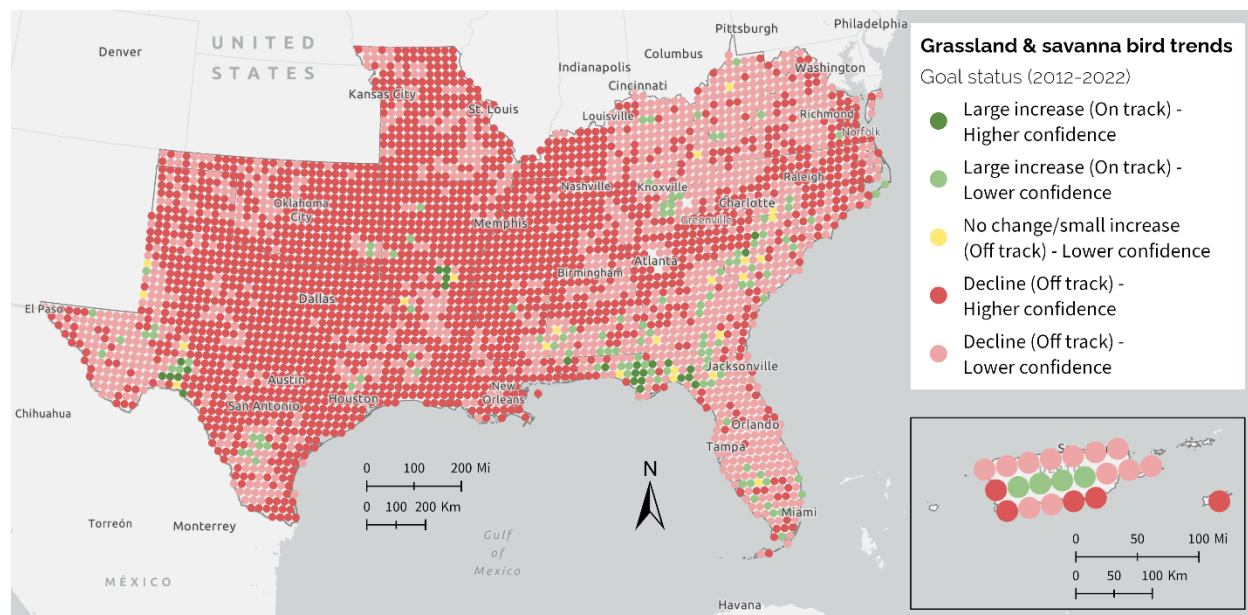 Denver
UNITED
STATES
Pittsburgh
Philadelphia
Columbus
Indianapolis
Washington
Cincinnati
Kansas City
St. Louis
Louisville
Richmond
Norfolk
Nashville
Knoxville
Raleigh
Oklahoma
City
Memphis
Charlotte
Greenville
Atlanta
Birmingham
Dallas
El Paso
Jacksonville
Austin
New
Orleans
Houston
San Antonio
Chihuahua
Orlando
Tampa
Miami
Torreón
Monterrey
MÉXICO
Gulf
of
Mexico
Havana
0 100 200 Mi
0 100 200 Km
N
Grassland & savanna bird trends
Goal status (2012-2022)
Large increase (On track) -
Higher confidence
Large increase (On track) -
Lower confidence
No change/small increase
(Off track) - Lower confidence
Decline (Off track) -
Higher confidence
Decline (Off track) -
Lower confidence
0 50 100 Mi
0 50 100 Km